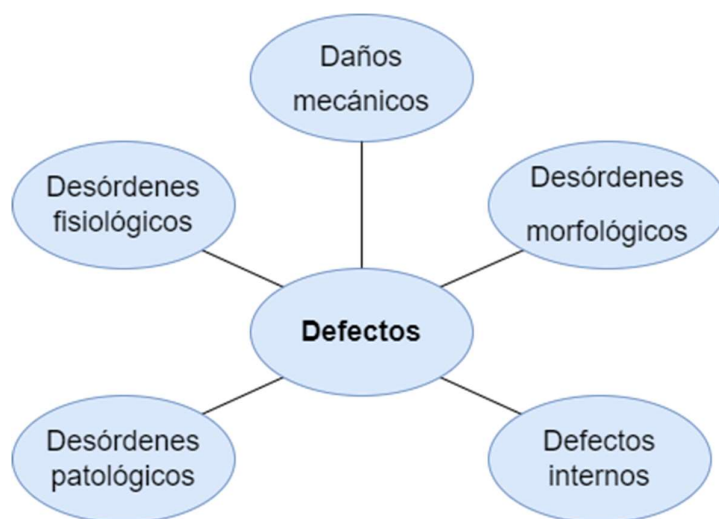 Daños
mecánicos
Desórdenes
fisiológicos
Desórdenes
morfológicos
Defectos
Desórdenes
patológicos
Defectos
internos